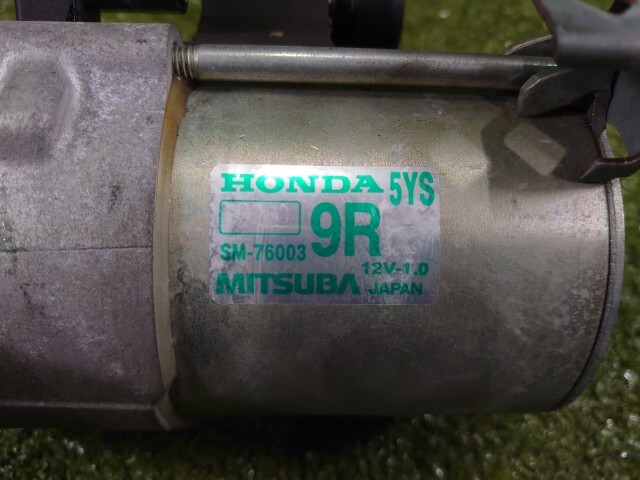 HONDA 5YS
9R
SM-76003
12V-1.0
MITSUBA JAPAN